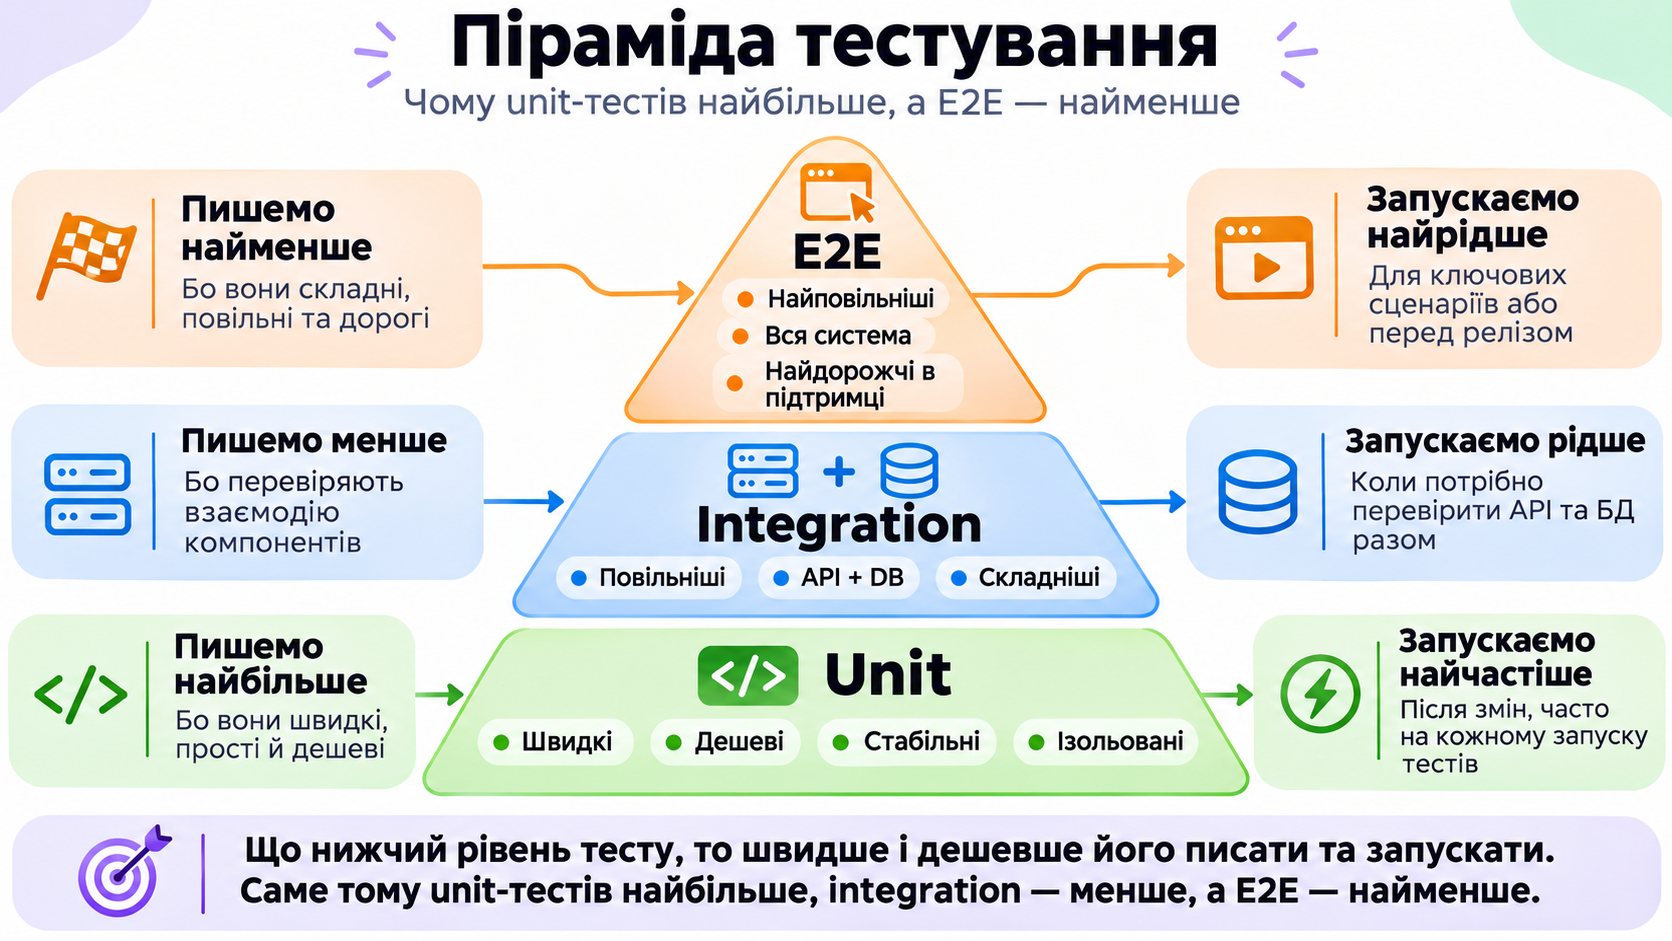 Піраміда тестування
Чому unit-тестів найбільше, а E2E — найменше
Пишемо
найменше
Бо вони складні,
повільні та дорогі
E2E
Найповільніші
Вся система
Найдорожчі в
підтримці
Запускаємо
найрідше
Для ключових
сценаріїв або
перед релізом
Пишемо менше
Бо перевіряють
взаємодію
компонентів
Integration
Повільніші
API + DB
Складніші
Запускаємо рідше
Коли потрібно
перевірити API та БД
разом
Пишемо
найбільше
Бо вони швидкі,
прості й дешеві
</>
Unit
Швидкі
Дешеві
Стабільні
Ізольовані
Запускаємо
найчастіше
Після змін, часто
на кожному запуску
тестів
Що нижчий рівень тесту, то швидше і дешевше його писати та запускати.
Саме тому unit-тестів найбільше, integration — менше, а E2E — найменше.